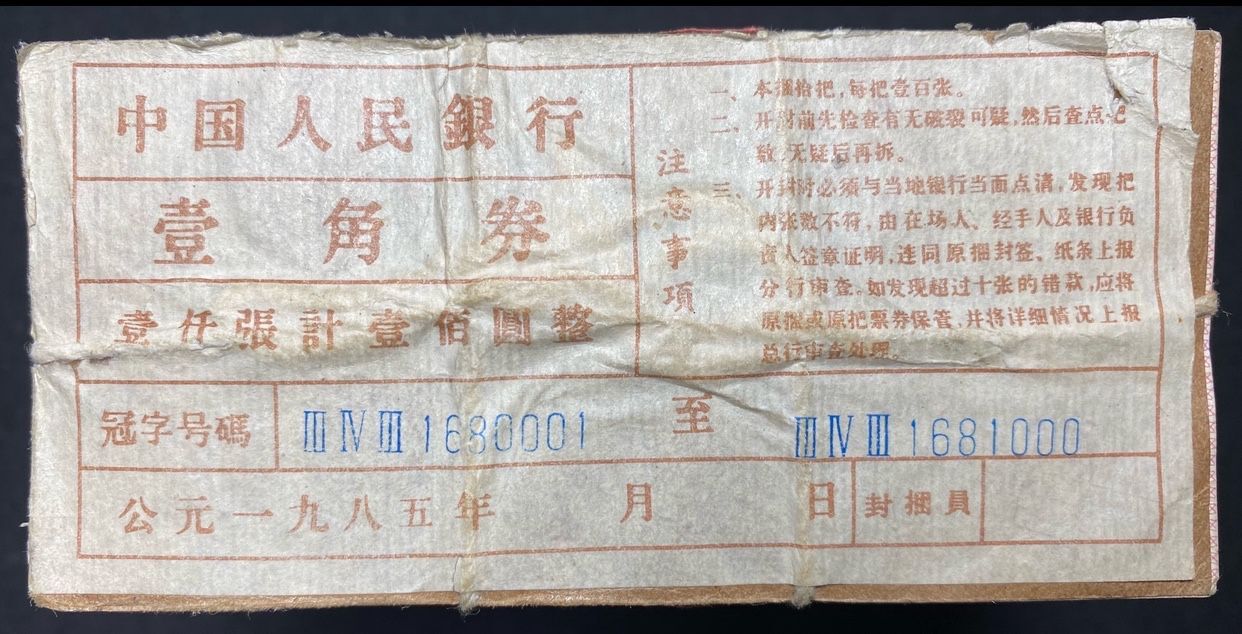 中国人民銀行
壹角券
壹仟張計壹佰圓整
注意事項
一、本捆拾把，每把壹百张。
二、开封前先检查有无破裂可疑，然后查点把
数，无疑后再拆。
三、开封时必须与当地银行当面点清，发现把
内张数不符，由在场人、经手人及银行负
责人签章证明，连同原捆封签、纸条上报
分行审查。如发现超过十张的错款，应将
原捆或原把票券保管，并将详细情况上报
总行审查处理。
冠字号碼 ⅢⅣⅢ1680001 至 ⅢⅣⅢ1681000
公元一九八五年 月 日 封捆員